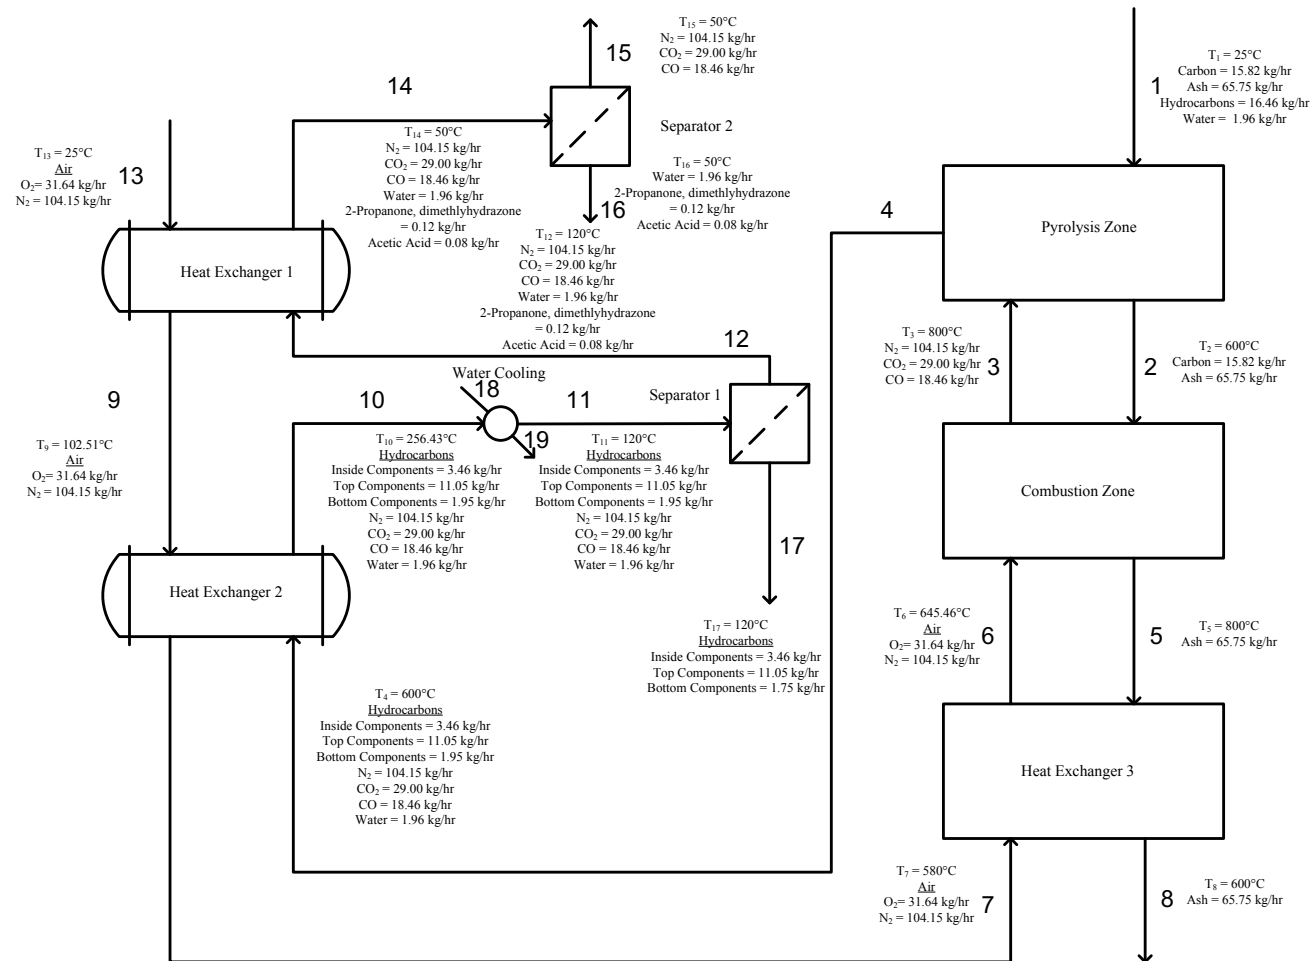 15
T₁₅ = 50°C
N₂ = 104.15 kg/hr
CO₂ = 29.00 kg/hr
CO = 18.46 kg/hr
14
Separator 2
T₁₄ = 50°C
N₂ = 104.15 kg/hr
CO₂ = 29.00 kg/hr
CO = 18.46 kg/hr
Water = 1.96 kg/hr
2-Propanone, dimethlyhydrazone
= 0.12 kg/hr
Acetic Acid = 0.08 kg/hr
T₁₆ = 50°C
Water = 1.96 kg/hr
2-Propanone, dimethlyhydrazone
= 0.12 kg/hr
Acetic Acid = 0.08 kg/hr
16
1
T₁ = 25°C
Carbon = 15.82 kg/hr
Ash = 65.75 kg/hr
Hydrocarbons = 16.46 kg/hr
Water = 1.96 kg/hr
T₁₃ = 25°C
Air
O₂= 31.64 kg/hr
N₂ = 104.15 kg/hr
13
Heat Exchanger 1
T₁₂ = 120°C
N₂ = 104.15 kg/hr
CO₂ = 29.00 kg/hr
CO = 18.46 kg/hr
Water = 1.96 kg/hr
2-Propanone, dimethlyhydrazone
= 0.12 kg/hr
Acetic Acid = 0.08 kg/hr
12
4
Pyrolysis Zone
T₃ = 800°C
N₂ = 104.15 kg/hr
CO₂ = 29.00 kg/hr
CO = 18.46 kg/hr
3
2
T₂ = 600°C
Carbon = 15.82 kg/hr
Ash = 65.75 kg/hr
9
T₉ = 102.51°C
Air
O₂= 31.64 kg/hr
N₂ = 104.15 kg/hr
10
Water Cooling
18
19
11
Separator 1
T₁₀ = 256.43°C
Hydrocarbons
Inside Components = 3.46 kg/hr
Top Components = 11.05 kg/hr
Bottom Components = 1.95 kg/hr
N₂ = 104.15 kg/hr
CO₂ = 29.00 kg/hr
CO = 18.46 kg/hr
Water = 1.96 kg/hr
T₁₁ = 120°C
Hydrocarbons
Inside Components = 3.46 kg/hr
Top Components = 11.05 kg/hr
Bottom Components = 1.95 kg/hr
N₂ = 104.15 kg/hr
CO₂ = 29.00 kg/hr
CO = 18.46 kg/hr
Water = 1.96 kg/hr
17
Combustion Zone
Heat Exchanger 2
T₁₇ = 120°C
Hydrocarbons
Inside Components = 3.46 kg/hr
Top Components = 11.05 kg/hr
Bottom Components = 1.75 kg/hr
T₆ = 645.46°C
Air
O₂= 31.64 kg/hr
N₂ = 104.15 kg/hr
6
5
T₅ = 800°C
Ash = 65.75 kg/hr
T₄ = 600°C
Hydrocarbons
Inside Components = 3.46 kg/hr
Top Components = 11.05 kg/hr
Bottom Components = 1.95 kg/hr
N₂ = 104.15 kg/hr
CO₂ = 29.00 kg/hr
CO = 18.46 kg/hr
Water = 1.96 kg/hr
Heat Exchanger 3
T₇ = 580°C
Air
O₂= 31.64 kg/hr
N₂ = 104.15 kg/hr
7
8
T₈ = 600°C
Ash = 65.75 kg/hr